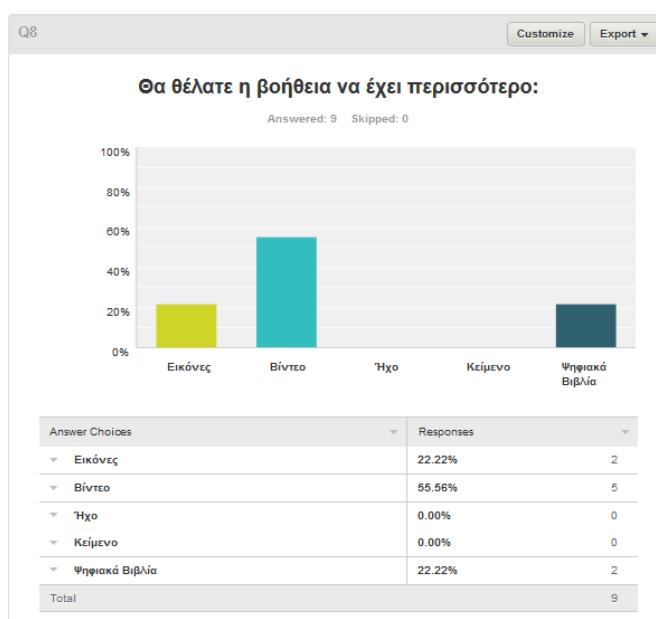 Q8
Customize
Export
Θα θέλατε η βοήθεια να έχει περισσότερο:
Answered: 9 Skipped: 0
100%
80%
60%
40%
20%
0%
Εικόνες Βίντεο Ήχο Κείμενο Ψηφιακά
Βιβλία
Answer Choices Responses
Εικόνες 22.22% 2
Βίντεο 55.56% 5
Ήχο 0.00% 0
Κείμενο 0.00% 0
Ψηφιακά Βιβλία 22.22% 2
Total 9